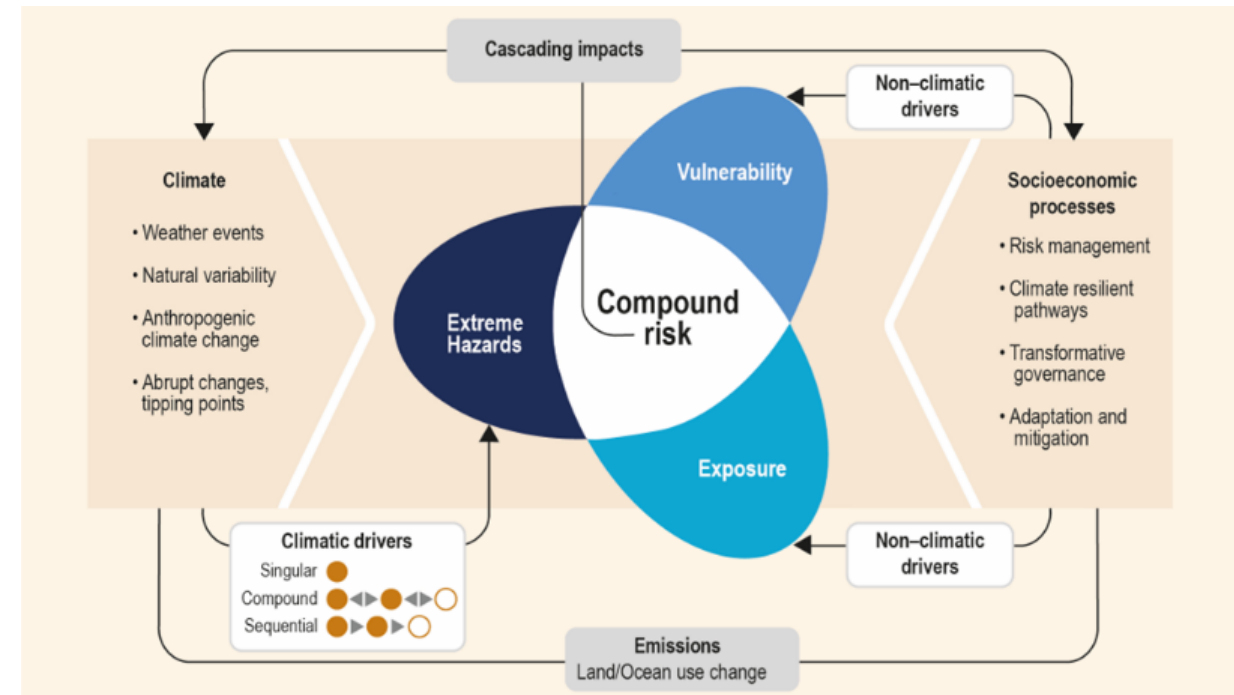 Cascading impacts
Non–climatic
drivers
Vulnerability
Climate
• Weather events
• Natural variability
• Anthropogenic
climate change
• Abrupt changes,
tipping points
Socioeconomic
processes
• Risk management
• Climate resilient
pathways
• Transformative
governance
• Adaptation and
mitigation
Extreme
Hazards
Compound
risk
Exposure
Climatic drivers
Singular
Compound
Sequential
Non–climatic
drivers
Emissions
Land/Ocean use change